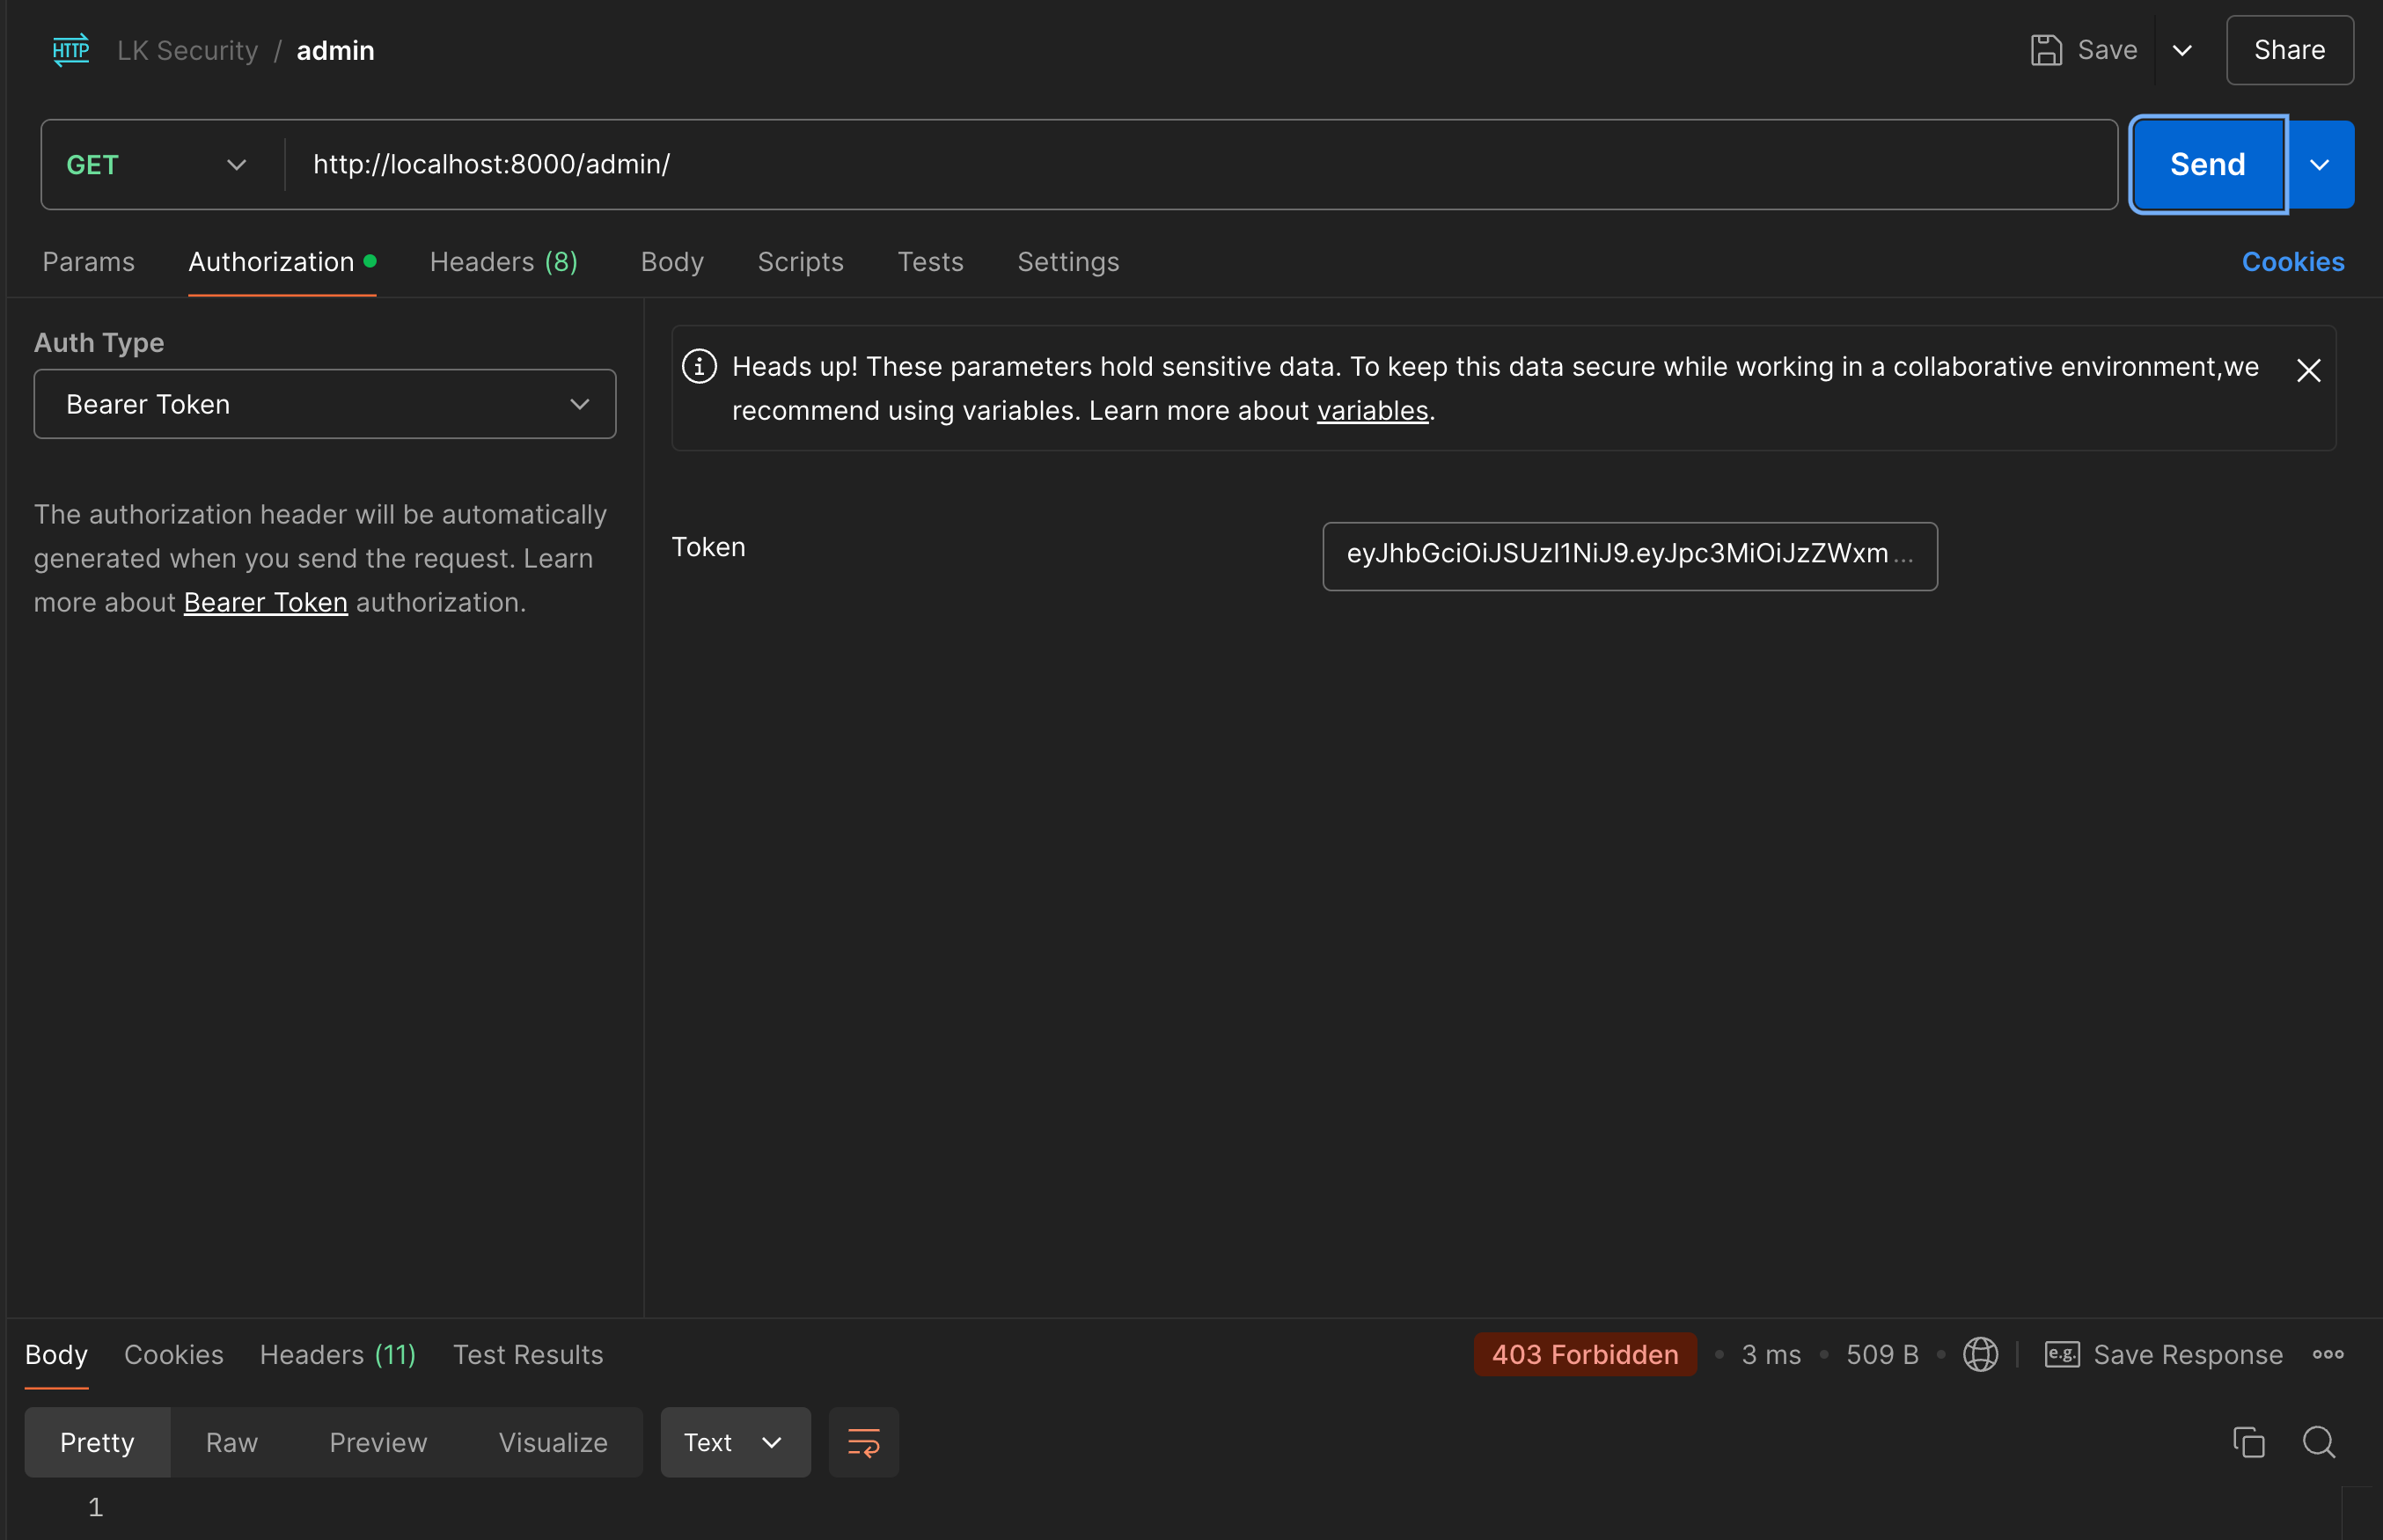 HTTP LK Security / admin Save Share
GET http://localhost:8000/admin/ Send
Params Authorization Headers (8) Body Scripts Tests Settings Cookies
Auth Type
Bearer Token
The authorization header will be automatically
generated when you send the request. Learn
more about Bearer Token authorization.
Heads up! These parameters hold sensitive data. To keep this data secure while working in a collaborative environment,we
recommend using variables. Learn more about variables.
Token eyJhbGciOiJSUzI1NiJ9.eyJpc3MiOiJzZWxm...
Body Cookies Headers (11) Test Results 403 Forbidden 3 ms 509 B e.g. Save Response
Pretty Raw Preview Visualize Text
1